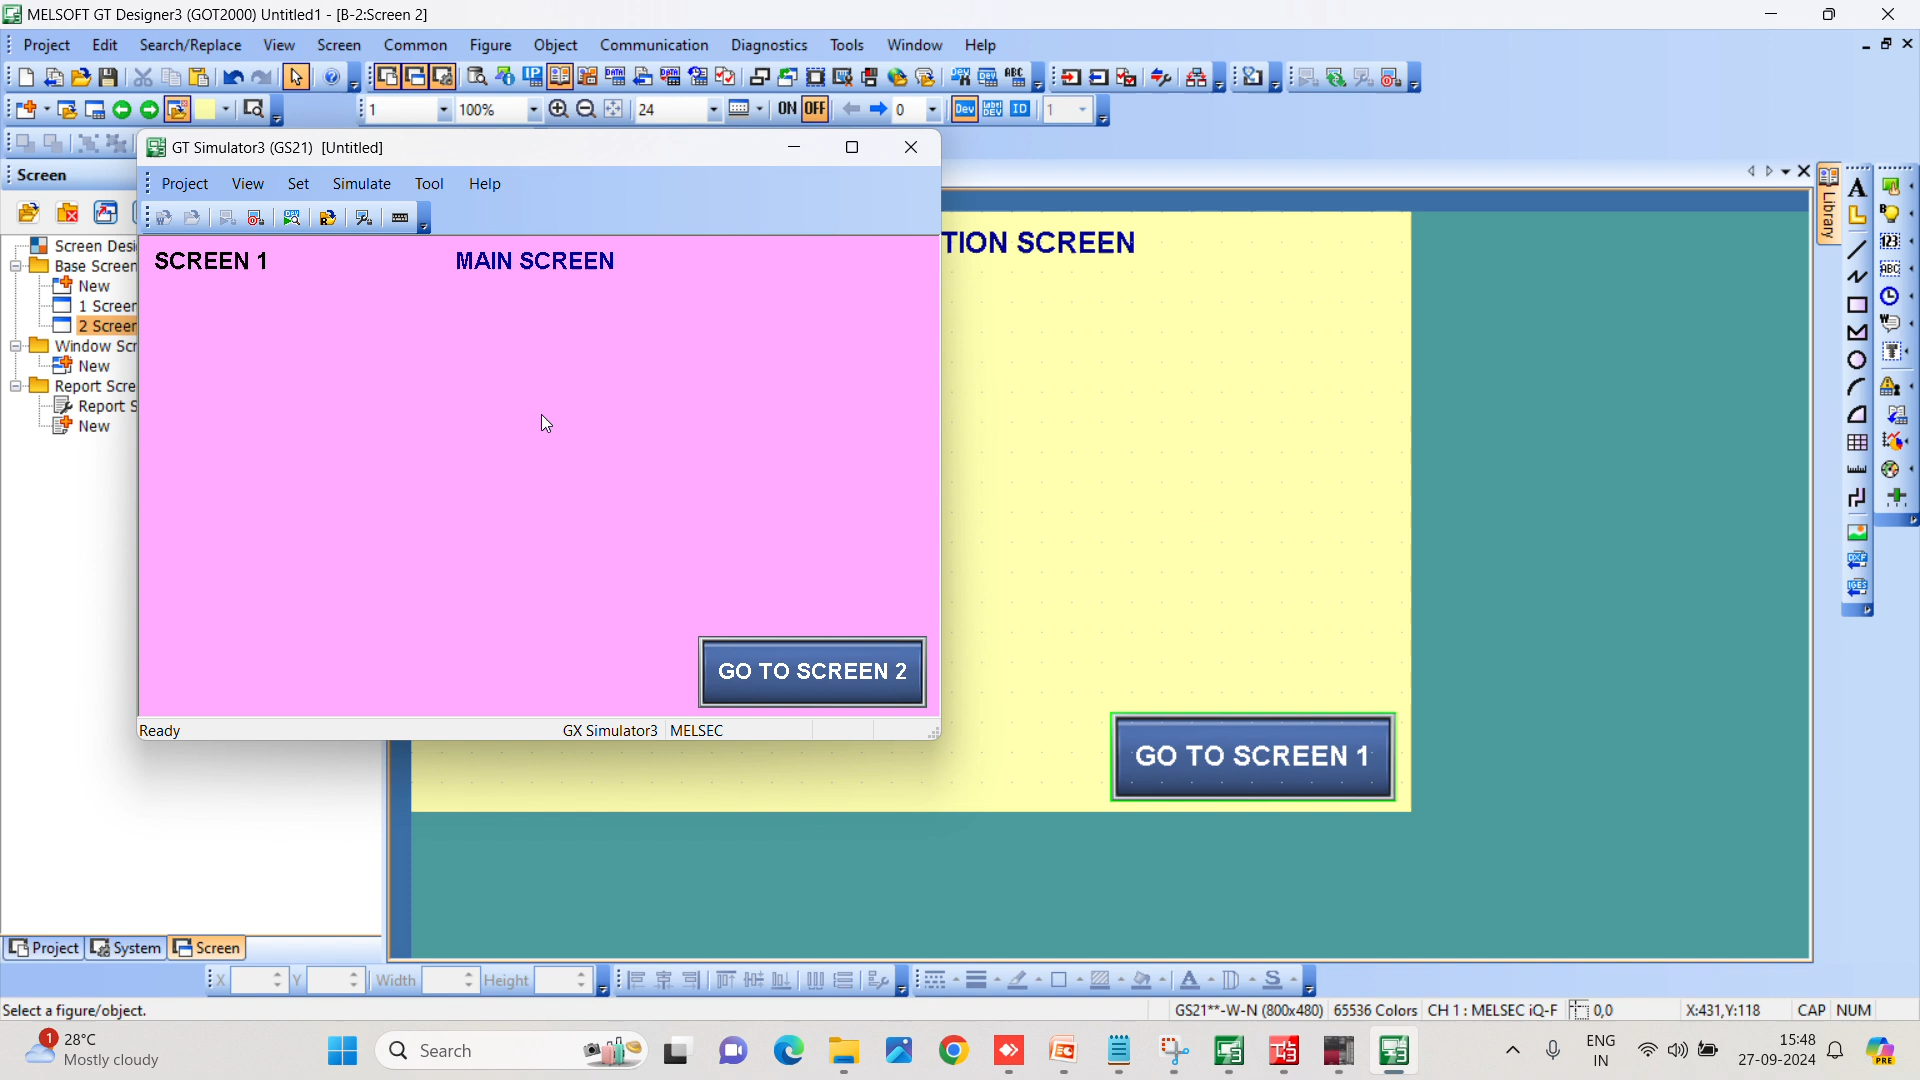 MELSOFT GT Designer3 (GOT2000) Untitled1 - [B-2:Screen 2]
Project Edit Search/Replace View Screen Common Figure Object Communication Diagnostics Tools Window Help
1 100% 24 ON OFF 0 Dev ID 1
GT Simulator3 (GS21) [Untitled]
Screen
Project View Set Simulate Tool Help
Library
Screen Desi
Base Screen
New
1 Screen
2 Screen
Window Scr
New
Report Scre
Report S
New
SCREEN 1 MAIN SCREEN
TION SCREEN
GO TO SCREEN 2
Ready GX Simulator3 MELSEC
GO TO SCREEN 1
Project System Screen
X Y Width Height
Select a figure/object. GS21**-W-N (800x480) 65536 Colors CH 1 : MELSEC iQ-F 0,0 X:431,Y:118 CAP NUM
1 28°C
Mostly cloudy
Search
ENG
IN
15:48
27-09-2024
PRE